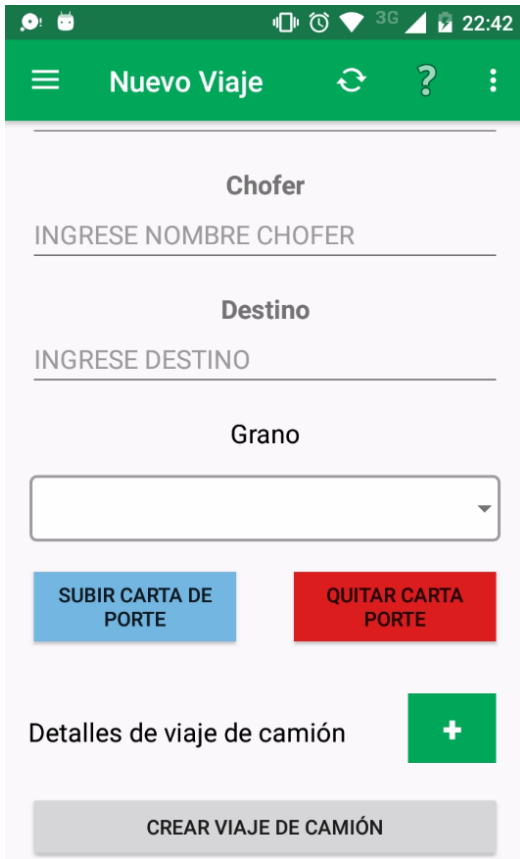 3G 22:42
Nuevo Viaje ?
Chofer
INGRESE NOMBRE CHOFER
Destino
INGRESE DESTINO
Grano
SUBIR CARTA DE
PORTE
QUITAR CARTA
PORTE
Detalles de viaje de camión +
CREAR VIAJE DE CAMIÓN